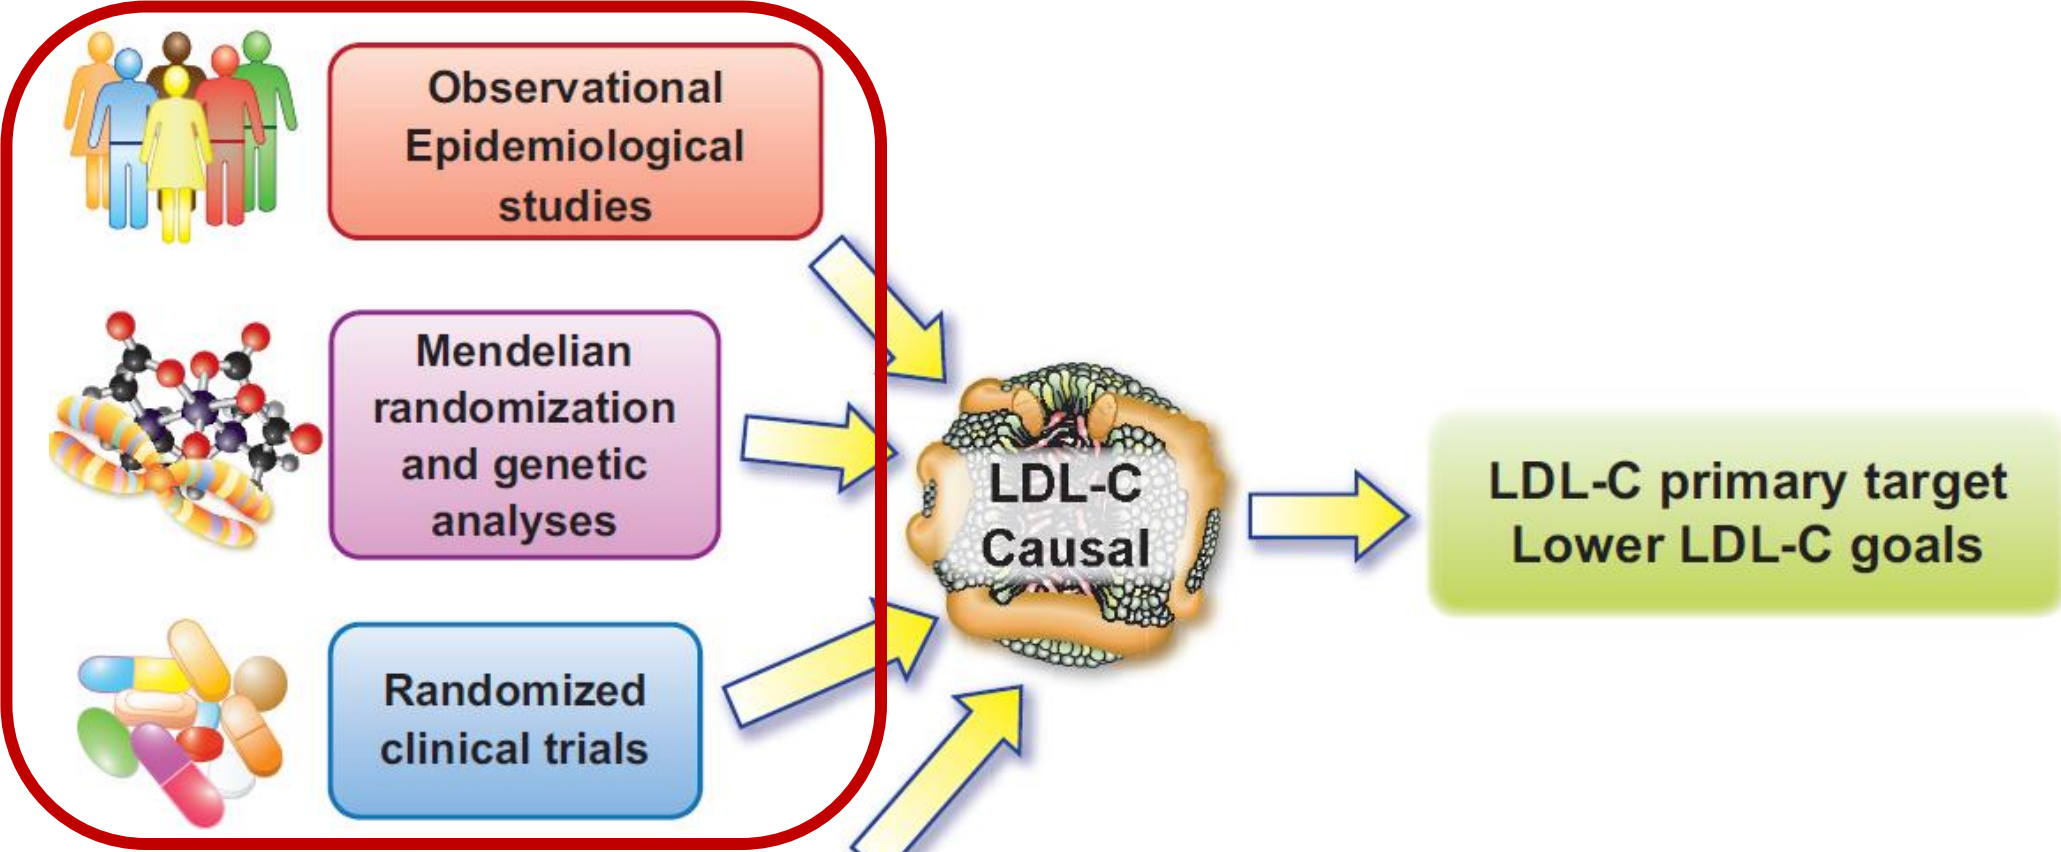 Observational
Epidemiological
studies
Mendelian
randomization
and genetic
analyses
Randomized
clinical trials
LDL-C
Causal
LDL-C primary target
Lower LDL-C goals